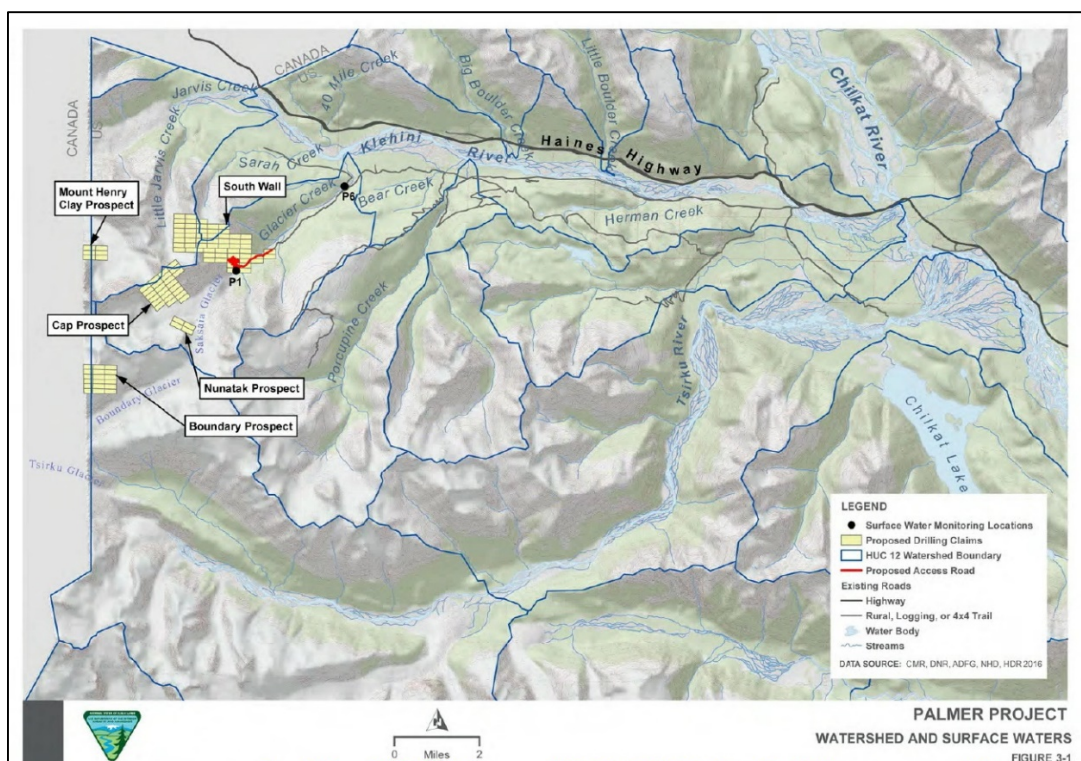 CANADA
US
Jarvis Creek
40 Mile Creek
Big Boulder Creek
Little Boulder Creek
Chilkat River
CANADA
US
Little Jarvis Creek
Sarah Creek
Klehini River
Haines Highway
Mount Henry
Clay Prospect
South Wall
Glacier Creek
Bear Creek
Herman Creek
P1
Cap Prospect
Saksaia Glacier
Porcupine Creek
Tsirku River
Nunatak Prospect
Boundary Glacier
Boundary Prospect
Chilkat Lake
Tsirku Glacier
LEGEND
Surface Water Monitoring Locations
Proposed Drilling Claims
HUC 12 Watershed Boundary
Proposed Access Road
Existing Roads
Highway
Rural, Logging, or 4x4 Trail
Water Body
Streams
DATA SOURCE: CMR, DNR, ADFG, NHD, HDR 2016
N
0 Miles 2
PALMER PROJECT
WATERSHED AND SURFACE WATERS
FIGURE 3-1